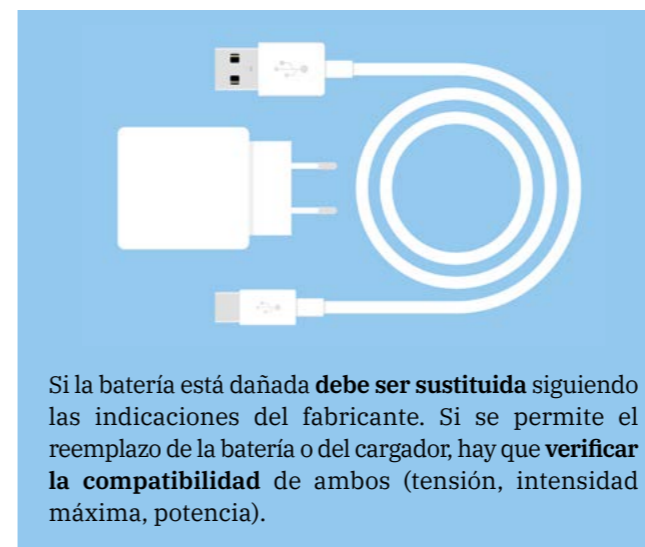 Si la batería está dañada debe ser sustituida siguiendo
las indicaciones del fabricante. Si se permite el
reemplazo de la batería o del cargador, hay que verificar
la compatibilidad de ambos (tensión, intensidad
máxima, potencia).